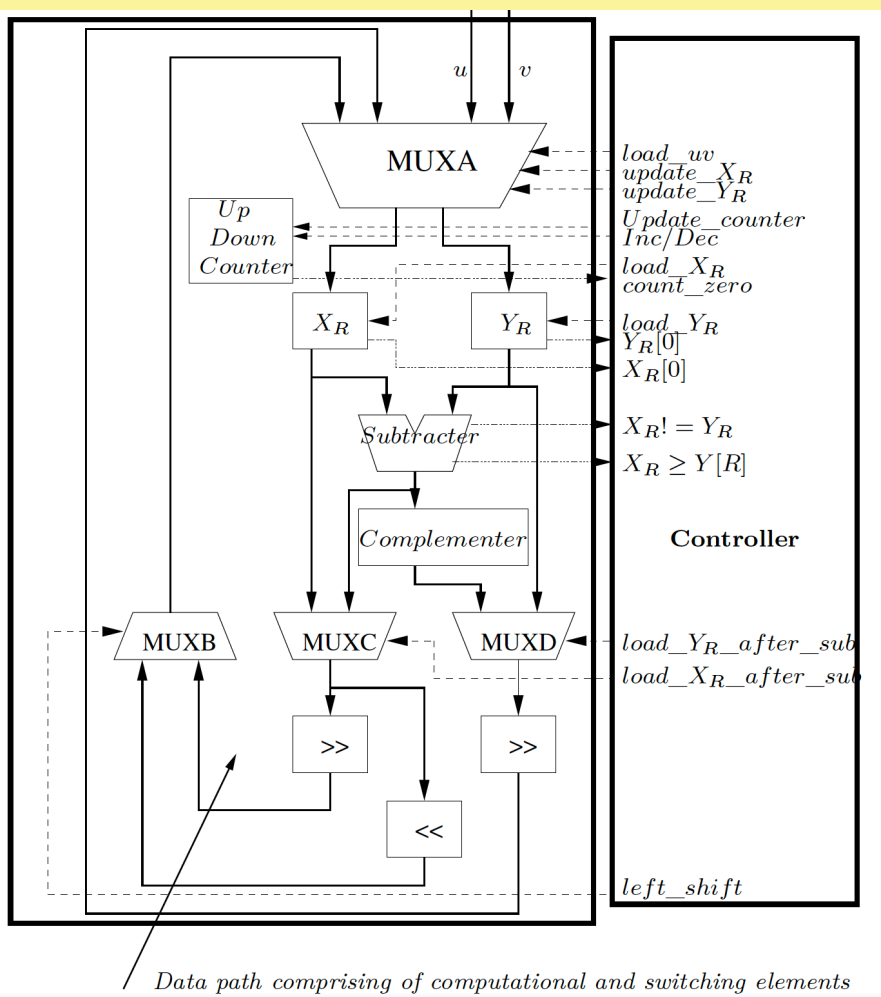 u v
MUXA
load_uv
update_X_R
update_Y_R
Up
Down
Counter
Update_counter
Inc/Dec
load_X_R
count_zero
X_R
Y_R
load_Y_R
Y_R[0]
X_R[0]
Subtracter
X_R! = Y_R
X_R ≥ Y[R]
Complementer
Controller
MUXB
MUXC
MUXD
load_Y_R_after_sub
load_X_R_after_sub
>>
>>
<<
left_shift
Data path comprising of computational and switching elements